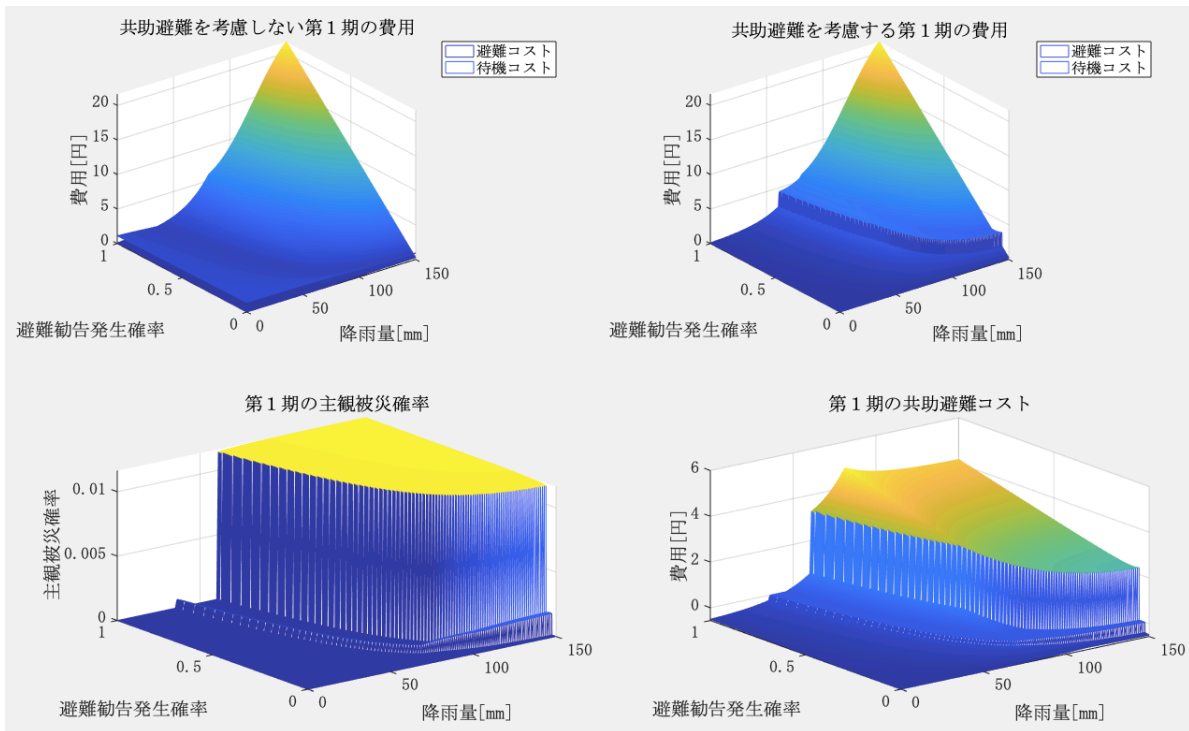 共助避難を考慮しない第1期の費用
避難コスト
待機コスト
費用[円]
20
15
10
5
0
1
0.5
0
0
50
100
150
避難勧告発生確率
降雨量[mm]
共助避難を考慮する第1期の費用
避難コスト
待機コスト
費用[円]
20
15
10
5
0
1
0.5
0
0
50
100
150
避難勧告発生確率
降雨量[mm]
第1期の主観被災確率
主観被災確率
0.01
0.005
0
1
0.5
0
0
50
100
150
避難勧告発生確率
降雨量[mm]
第1期の共助避難コスト
費用[円]
6
4
2
0
1
0.5
0
0
50
100
150
避難勧告発生確率
降雨量[mm]